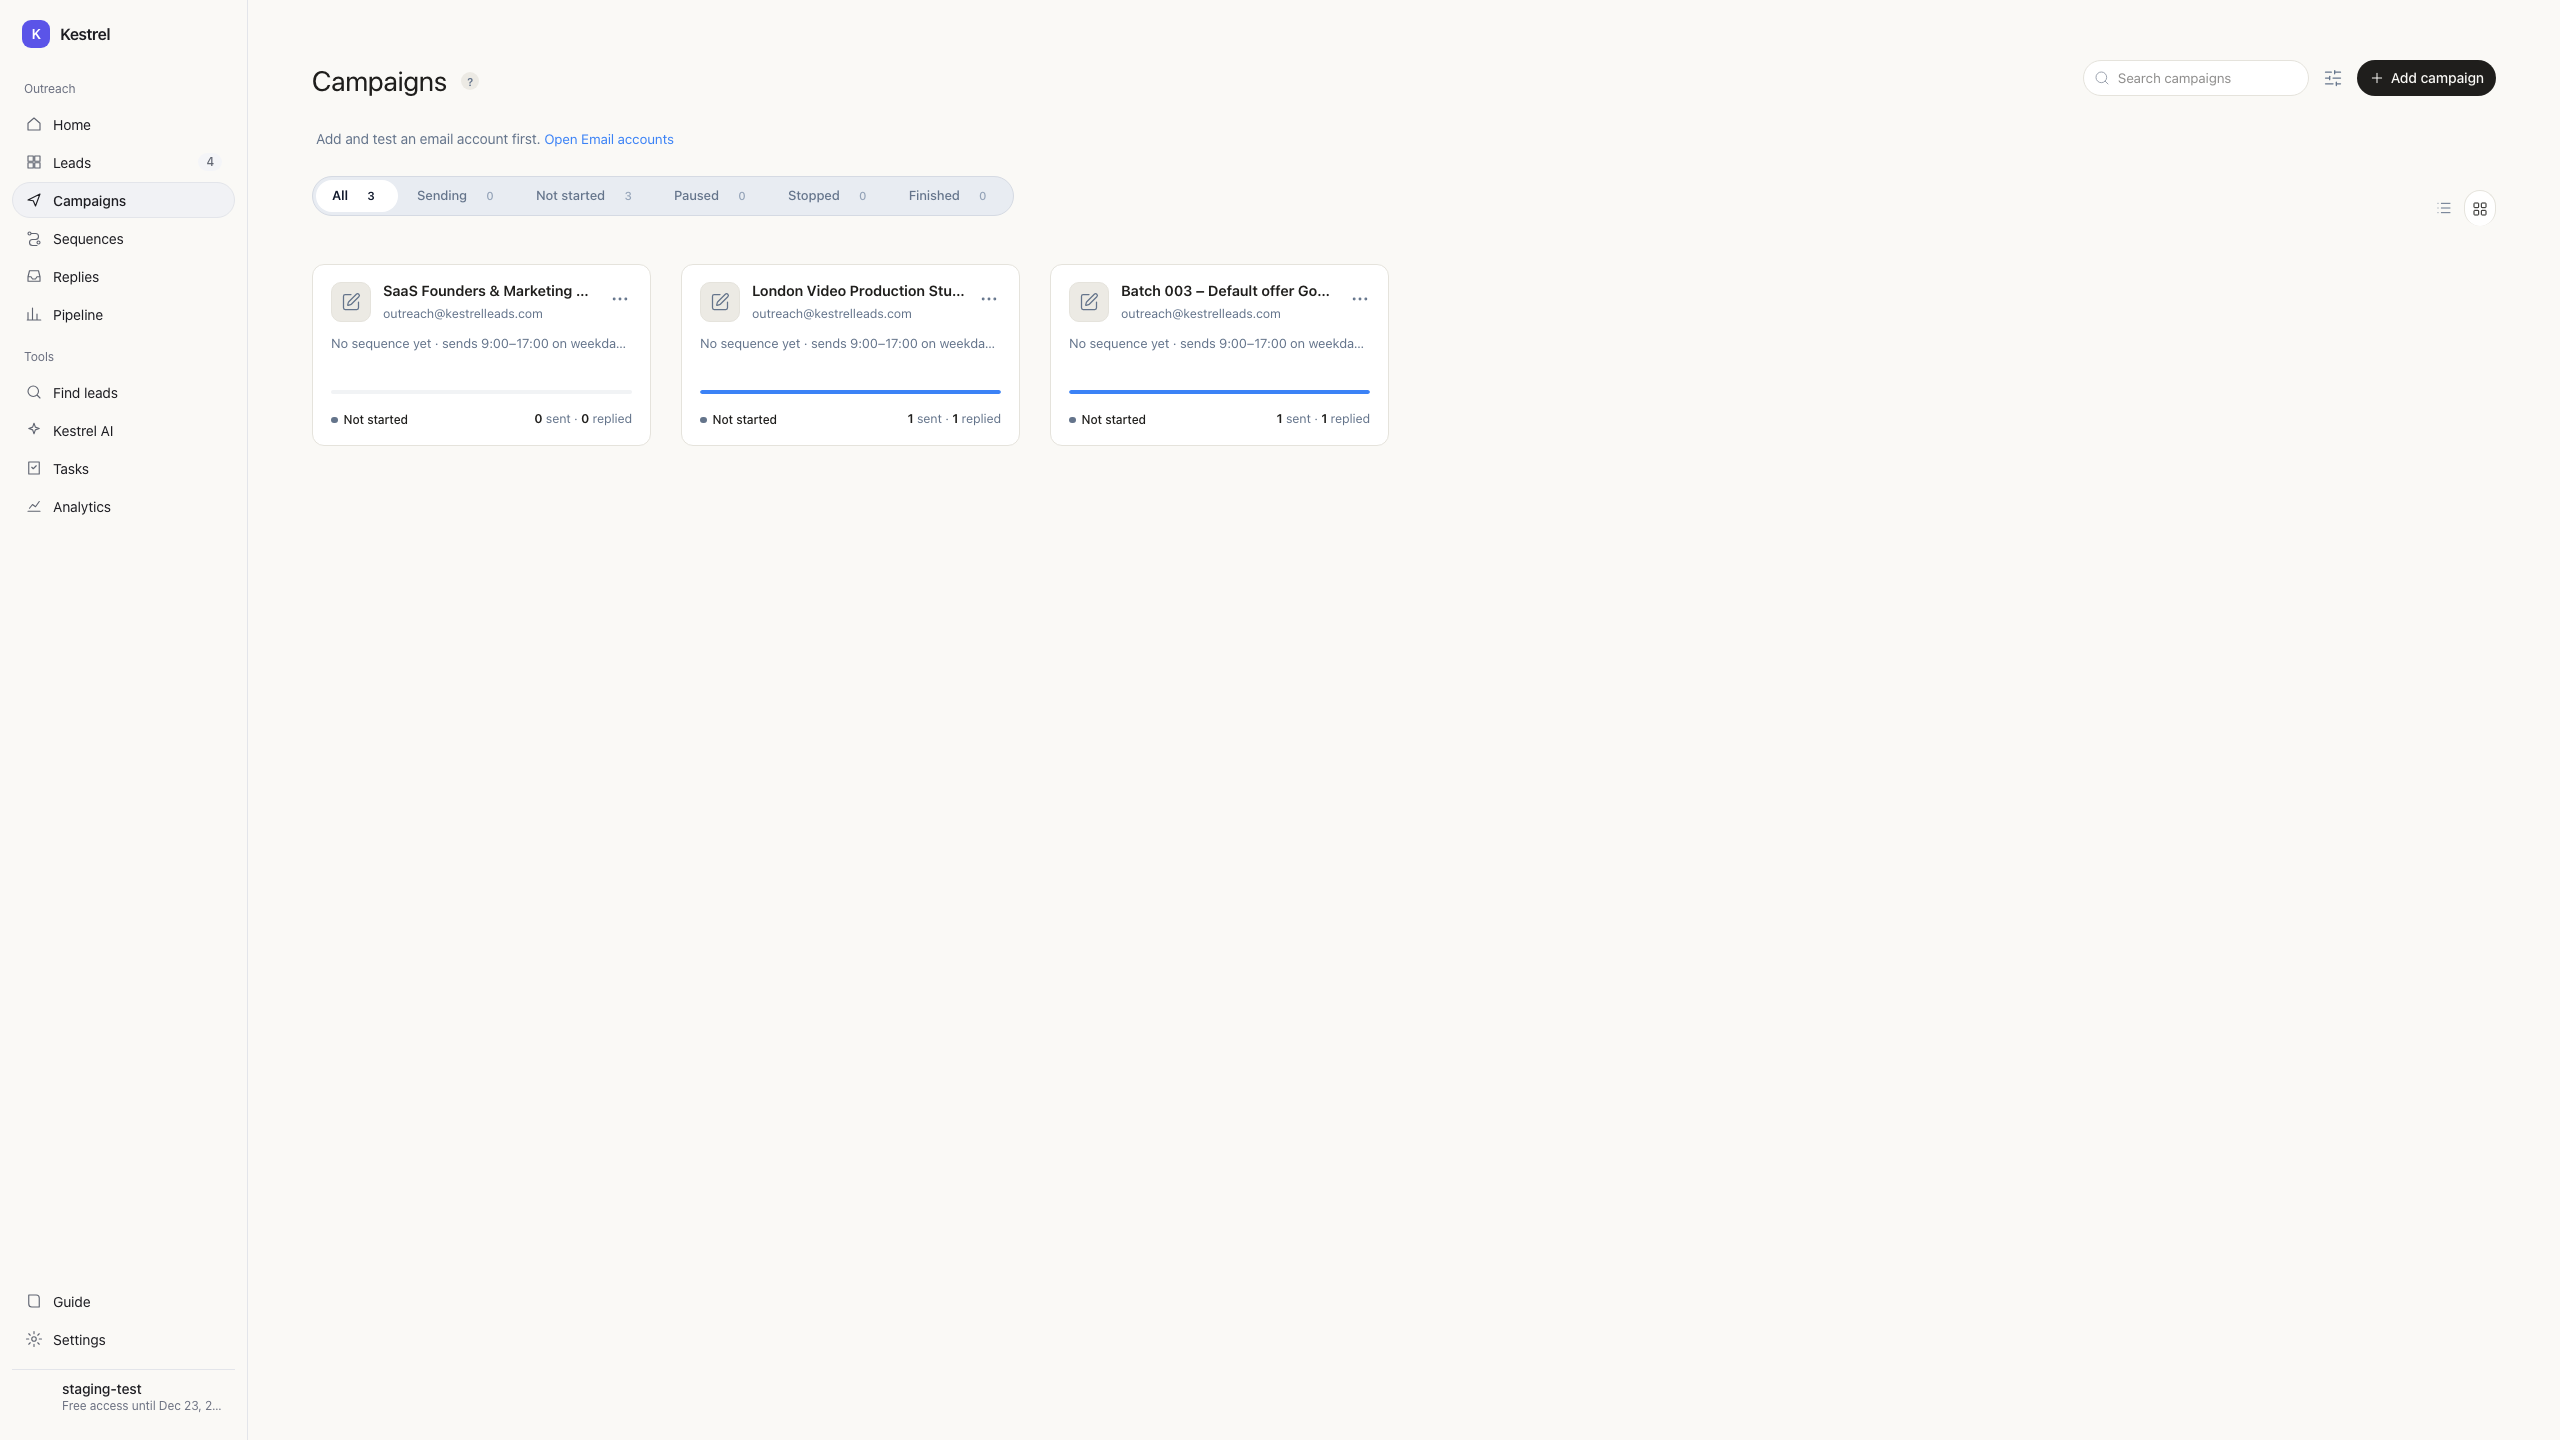 K Kestrel
Outreach
Home
Leads 4
Campaigns
Sequences
Replies
Pipeline
Tools
Find leads
Kestrel AI
Tasks
Analytics
Guide
Settings
staging-test
Free access until Dec 23, 2...
Campaigns ?
Search campaigns
+ Add campaign
Add and test an email account first. Open Email accounts
All 3 Sending 0 Not started 3 Paused 0 Stopped 0 Finished 0
SaaS Founders & Marketing ...
outreach@kestrelleads.com
No sequence yet · sends 9:00–17:00 on weekda...
Not started 0 sent · 0 replied
London Video Production Stu...
outreach@kestrelleads.com
No sequence yet · sends 9:00–17:00 on weekda...
Not started 1 sent · 1 replied
Batch 003 – Default offer Go...
outreach@kestrelleads.com
No sequence yet · sends 9:00–17:00 on weekda...
Not started 1 sent · 1 replied